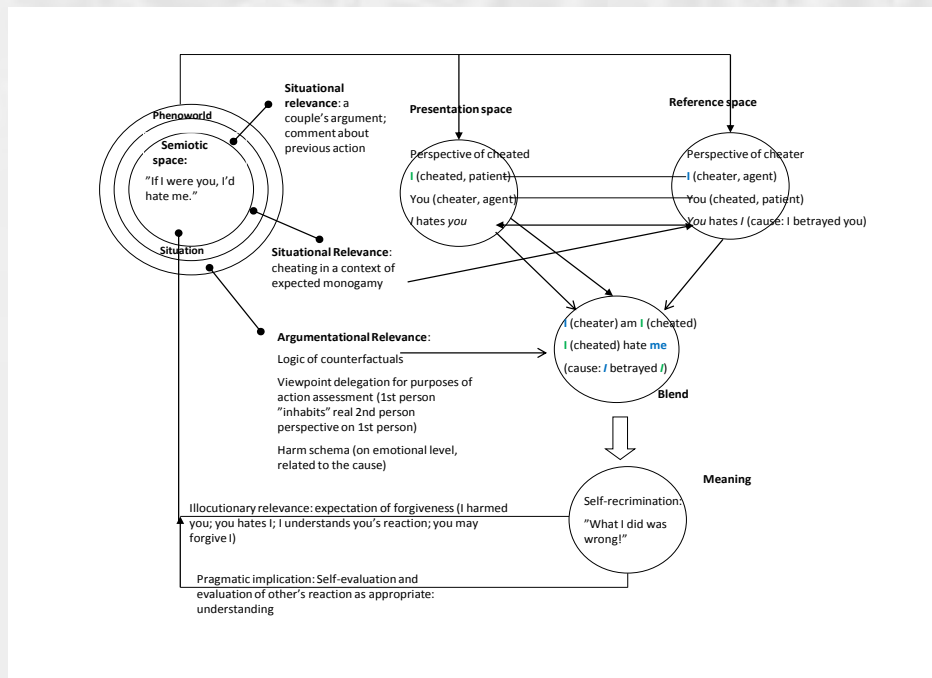 Phenoworld
Semiotic
space:
”If I were you, I’d
hate me.”
Situation
Situational
relevance: a
couple’s argument;
comment about
previous action
Situational Relevance:
cheating in a context of
expected monogamy
Argumentational Relevance:
Logic of counterfactuals
Viewpoint delegation for purposes of
action assessment (1st person
”inhabits” real 2nd person
perspective on 1st person)
Harm schema (on emotional level,
related to the cause)
Presentation space
Perspective of cheated
I (cheated, patient)
You (cheater, agent)
I hates you
Reference space
Perspective of cheater
I (cheater, agent)
You (cheated, patient)
You hates I (cause: I betrayed you)
I (cheater) am I (cheated)
I (cheated) hate me
(cause: I betrayed I)
Blend
Meaning
Self-recrimination:
”What I did was
wrong!”
Illocutionary relevance: expectation of forgiveness (I harmed
you; you hates I; I understands you’s reaction; you may
forgive I)
Pragmatic implication: Self-evaluation and
evaluation of other’s reaction as appropriate:
understanding